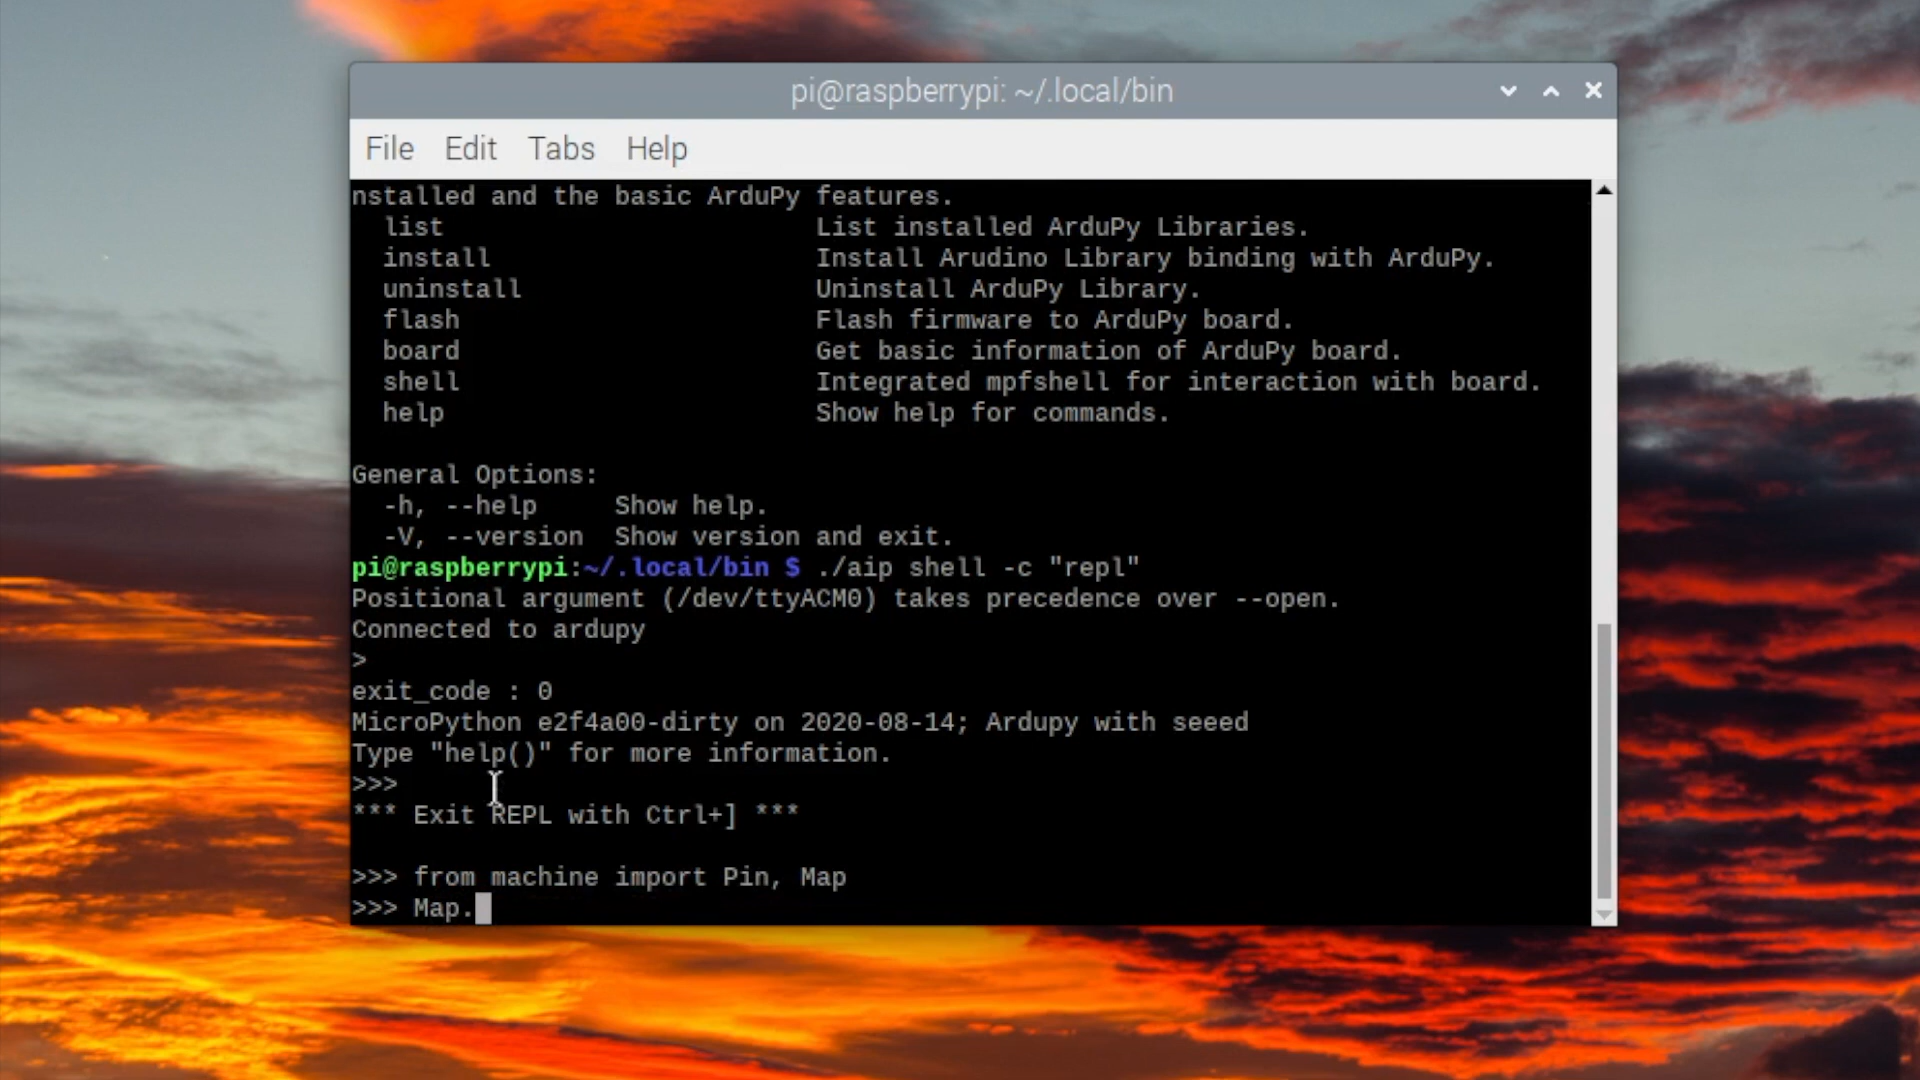 pi@raspberrypi: ~/.local/bin
File Edit Tabs Help
nstalled and the basic ArduPy features.
list List installed ArduPy Libraries.
install Install Arudino Library binding with ArduPy.
uninstall Uninstall ArduPy Library.
flash Flash firmware to ArduPy board.
board Get basic information of ArduPy board.
shell Integrated mpfshell for interaction with board.
help Show help for commands.
General Options:
-h, --help Show help.
-V, --version Show version and exit.
pi@raspberrypi:~/.local/bin $ ./aip shell -c "repl"
Positional argument (/dev/ttyACM0) takes precedence over --open.
Connected to ardupy
>
exit_code : 0
MicroPython e2f4a00-dirty on 2020-08-14; Ardupy with seeed
Type "help()" for more information.
>>>
*** Exit REPL with Ctrl+] ***
>>> from machine import Pin, Map
>>> Map.